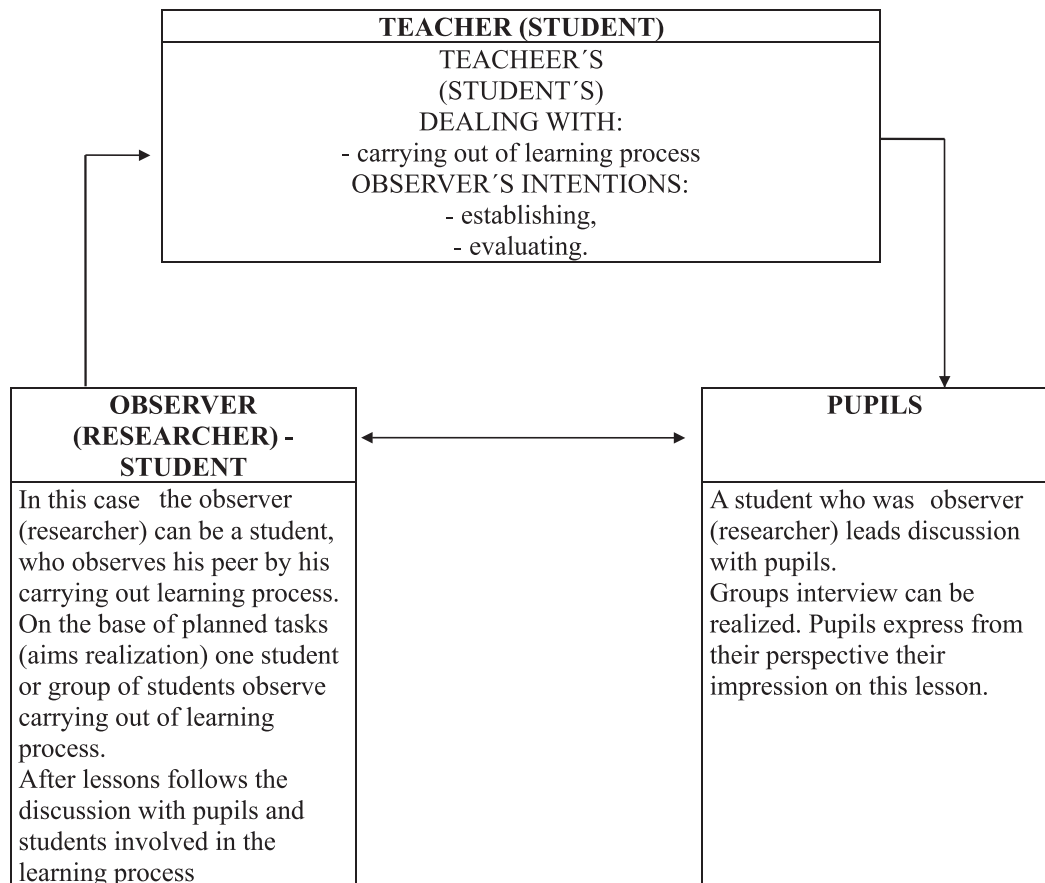 TEACHER (STUDENT)
TEACHEER´S
(STUDENT´S)
DEALING WITH:
- carrying out of learning process
OBSERVER´S INTENTIONS:
- establishing,
- evaluating.
OBSERVER
(RESEARCHER) -
STUDENT
In this case the observer
(researcher) can be a student,
who observes his peer by his
carrying out learning process.
On the base of planned tasks
(aims realization) one student
or group of students observe
carrying out of learning
process.
After lessons follows the
discussion with pupils and
students involved in the
learning process
PUPILS
A student who was observer
(researcher) leads discussion
with pupils.
Groups interview can be
realized. Pupils express from
their perspective their
impression on this lesson.